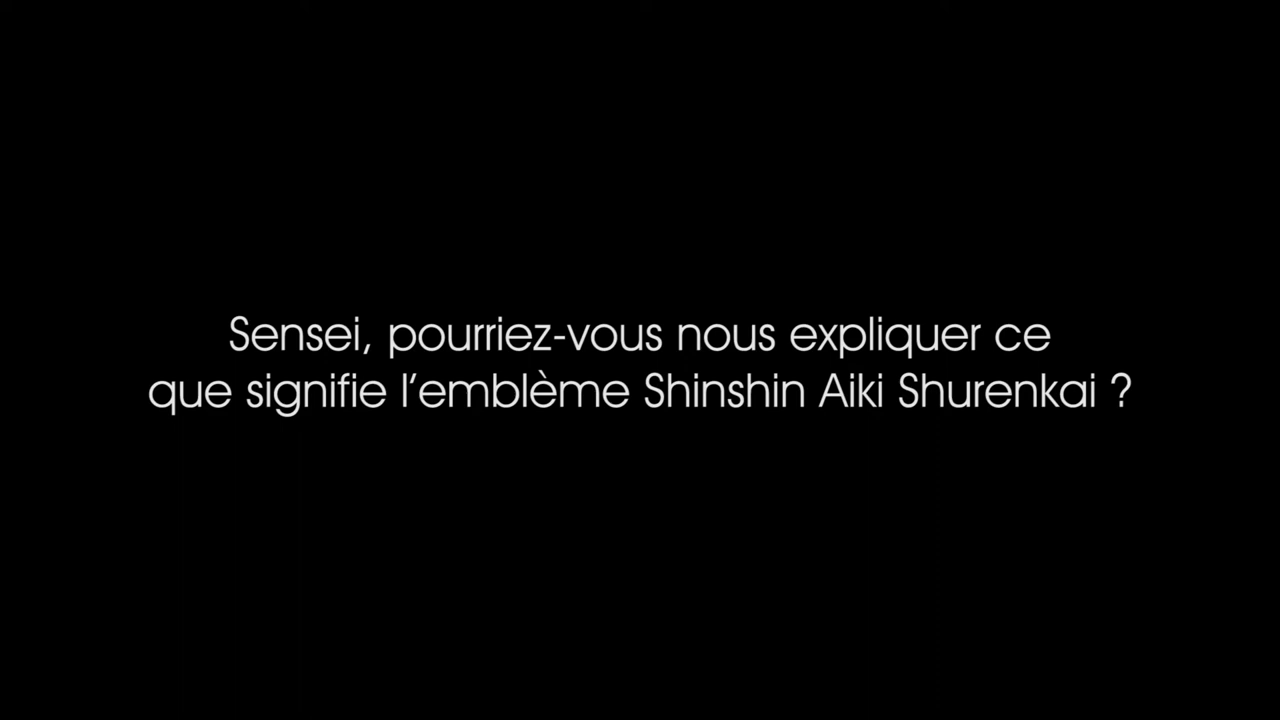 Sensei, pourriez-vous nous expliquer ce
que signifie l’emblème Shinshin Aiki Shurenkai ?